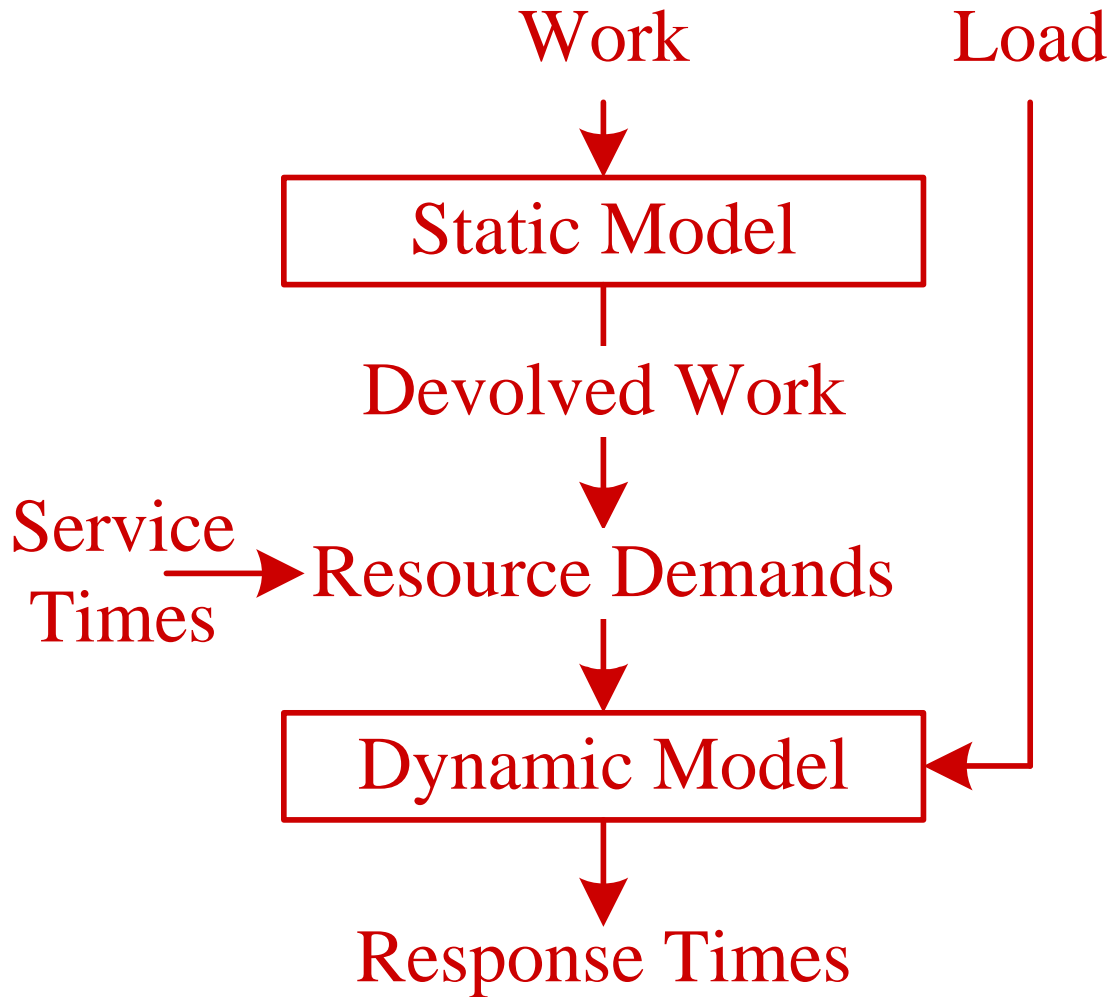 Work
Load
Static Model
Devolved Work
Service
Times
Resource Demands
Dynamic Model
Response Times